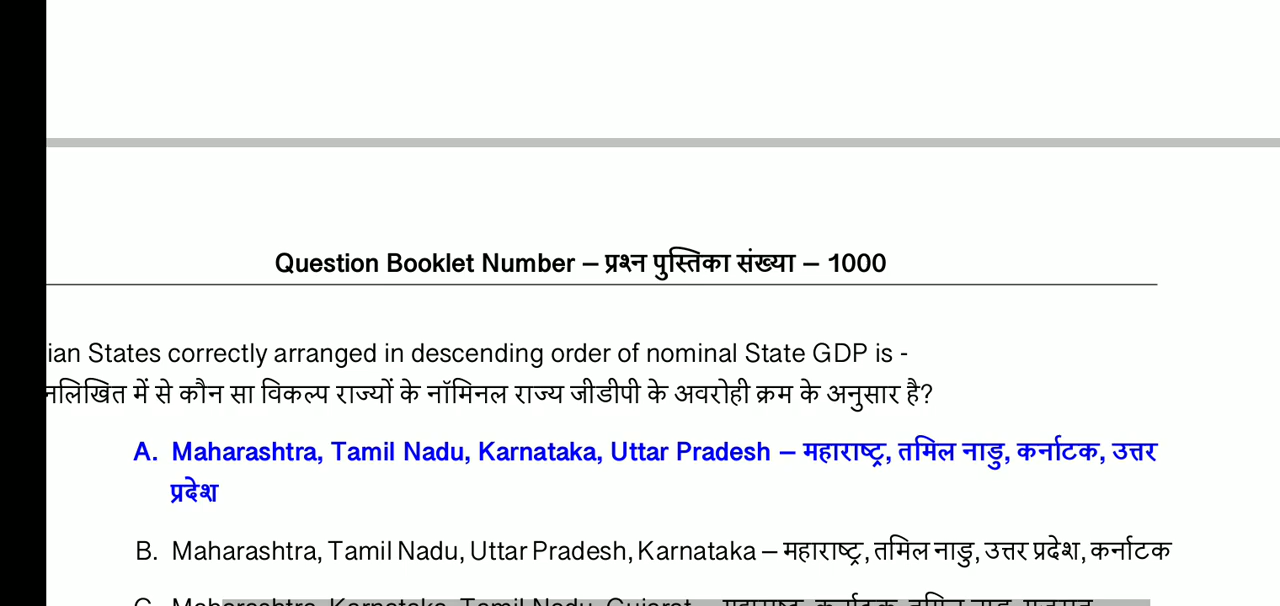 Question Booklet Number – प्रश्न पुस्तिका संख्या – 1000
States correctly arranged in descending order of nominal State GDP is -
में से कौन सा विकल्प राज्यों के नॉमिनल राज्य जीडीपी के अवरोही क्रम के अनुसार है?
A. Maharashtra, Tamil Nadu, Karnataka, Uttar Pradesh – महाराष्ट्र, तमिल नाडु, कर्नाटक, उत्तर
प्रदेश
B. Maharashtra, Tamil Nadu, Uttar Pradesh, Karnataka – महाराष्ट्र, तमिल नाडु, उत्तर प्रदेश, कर्नाटक